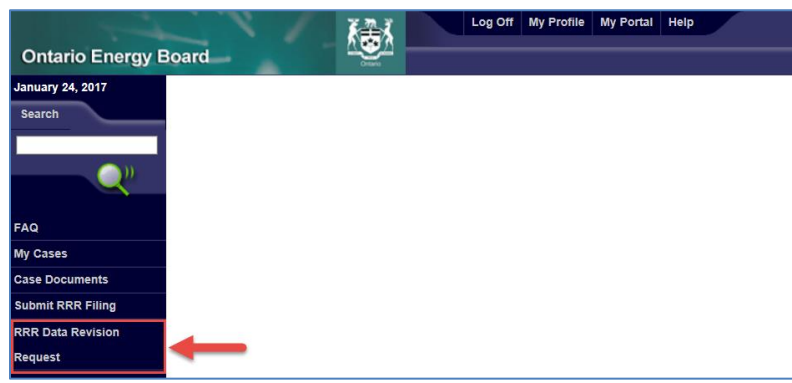 Log Off My Profile My Portal Help
Ontario Energy Board
Ontario
January 24, 2017
Search
FAQ
My Cases
Case Documents
Submit RRR Filing
RRR Data Revision
Request